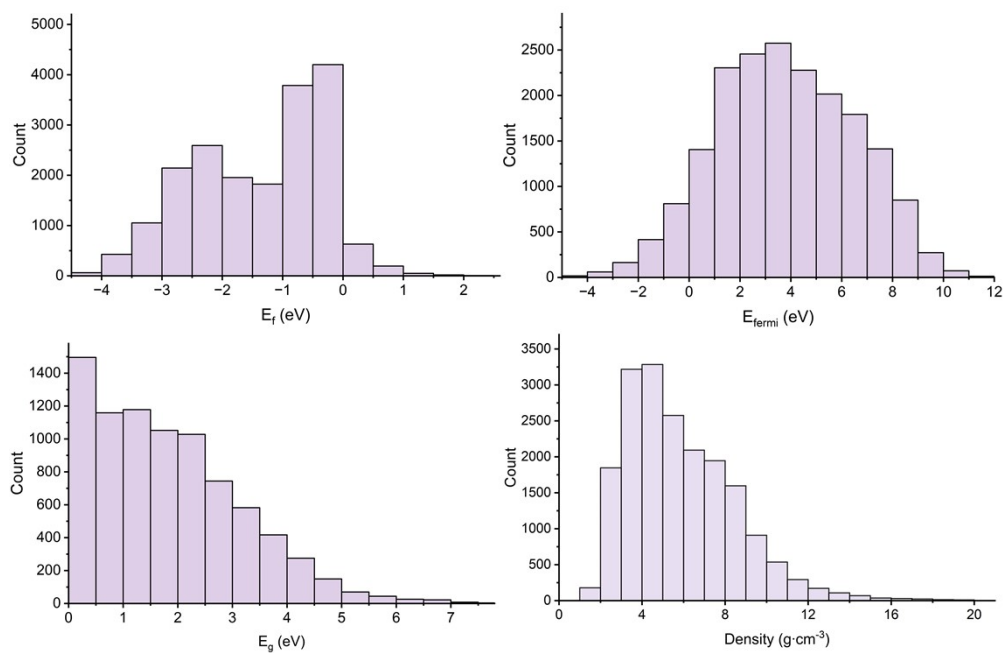 5000
4000
3000
2000
1000
0
Count
−4 −3 −2 −1 0 1 2
E_f (eV)
2500
2000
1500
1000
500
0
Count
−4 −2 0 2 4 6 8 10 12
E_fermi (eV)
1400
1200
1000
800
600
400
200
0
Count
0 1 2 3 4 5 6 7
E_g (eV)
3500
3000
2500
2000
1500
1000
500
0
Count
0 4 8 12 16 20
Density (g·cm⁻³)